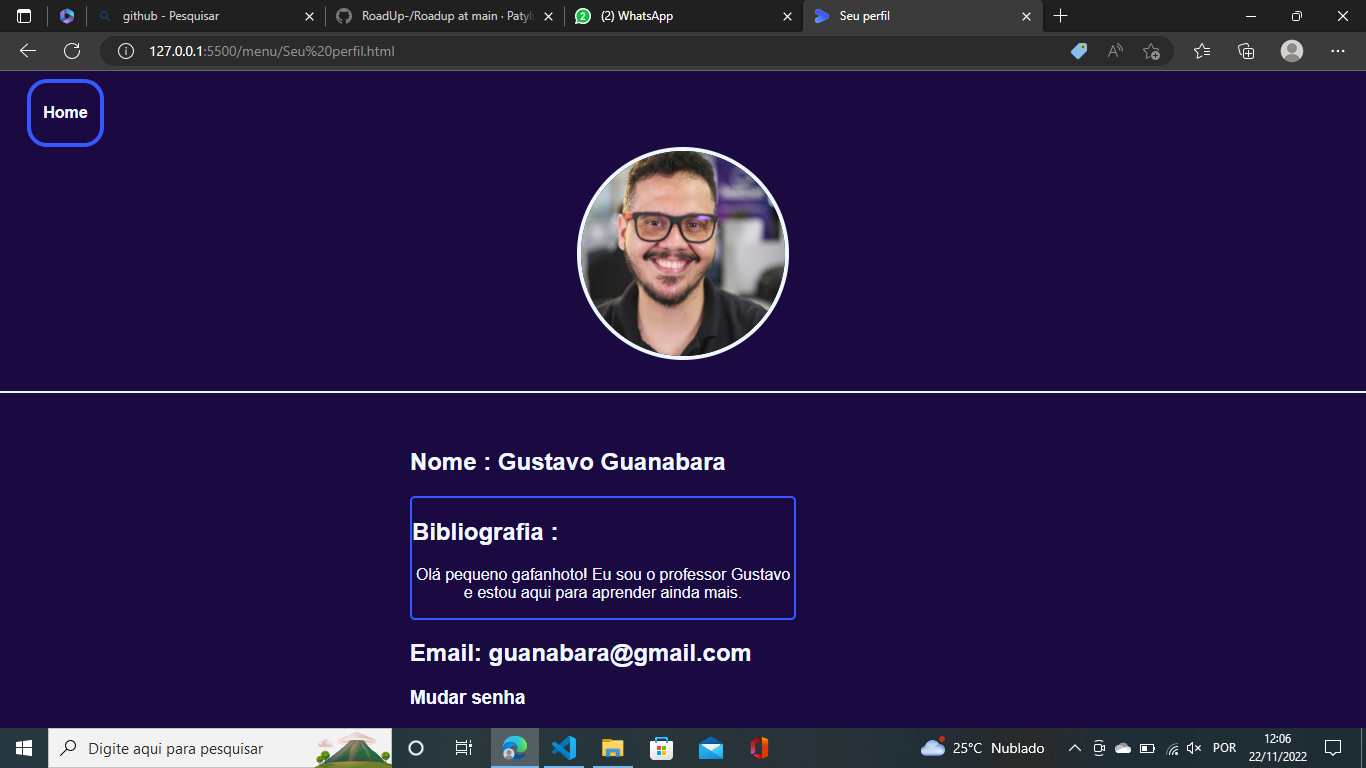 github - Pesquisar
RoadUp-/Roadup at main · Patyl
(2) WhatsApp
Seu perfil
127.0.0.1:5500/menu/Seu%20perfil.html
Home
Nome : Gustavo Guanabara
Bibliografia :
Olá pequeno gafanhoto! Eu sou o professor Gustavo
e estou aqui para aprender ainda mais.
Email: guanabara@gmail.com
Mudar senha
Digite aqui para pesquisar
25°C Nublado
POR
12:06
22/11/2022